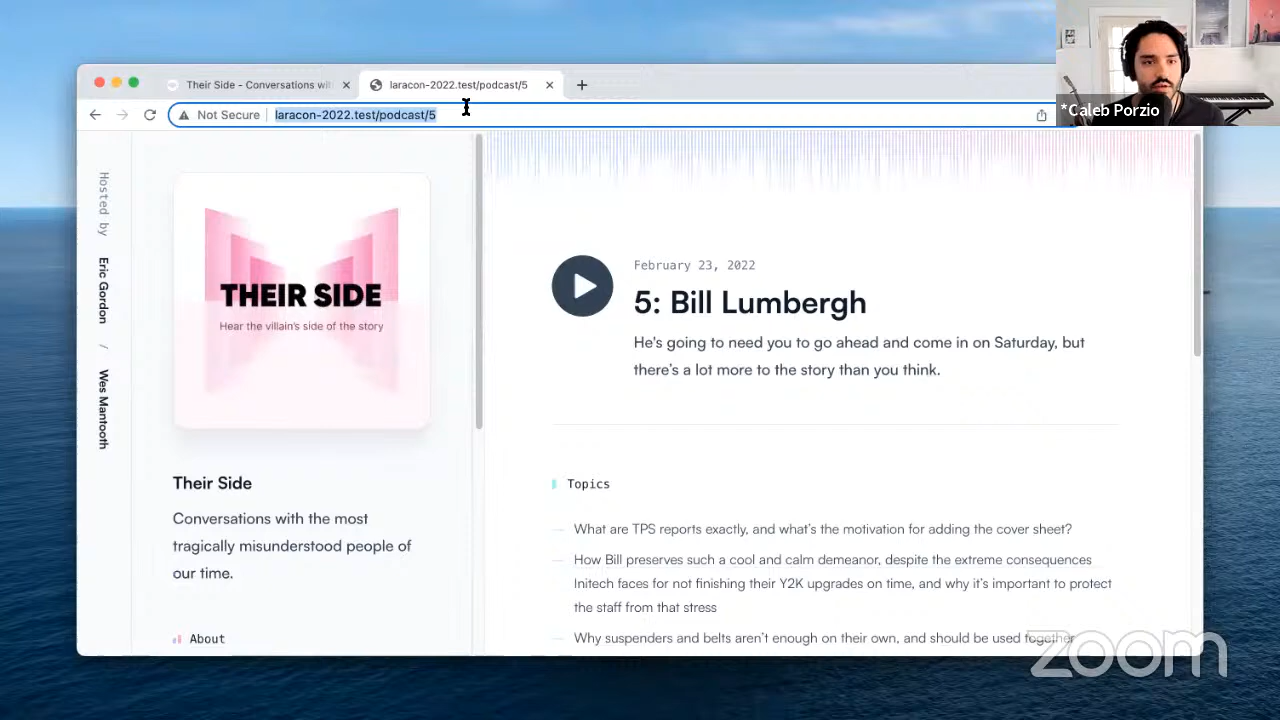 Their Side - Conversations wit
laracon-2022.test/podcast/5
Not Secure
laracon-2022.test/podcast/5
*Caleb Porzio
Hosted by Eric Gordon / Wes Mantooth
THEIR SIDE
Hear the villain's side of the story
Their Side
Conversations with the most
tragically misunderstood people of
our time.
About
February 23, 2022
5: Bill Lumbergh
He's going to need you to go ahead and come in on Saturday, but
there's a lot more to the story than you think.
Topics
What are TPS reports exactly, and what's the motivation for adding the cover sheet?
How Bill preserves such a cool and calm demeanor, despite the extreme consequences
Initech faces for not finishing their Y2K upgrades on time, and why it's important to protect
the staff from that stress
Why suspenders and belts aren't enough on their own, and should be used together
zoom